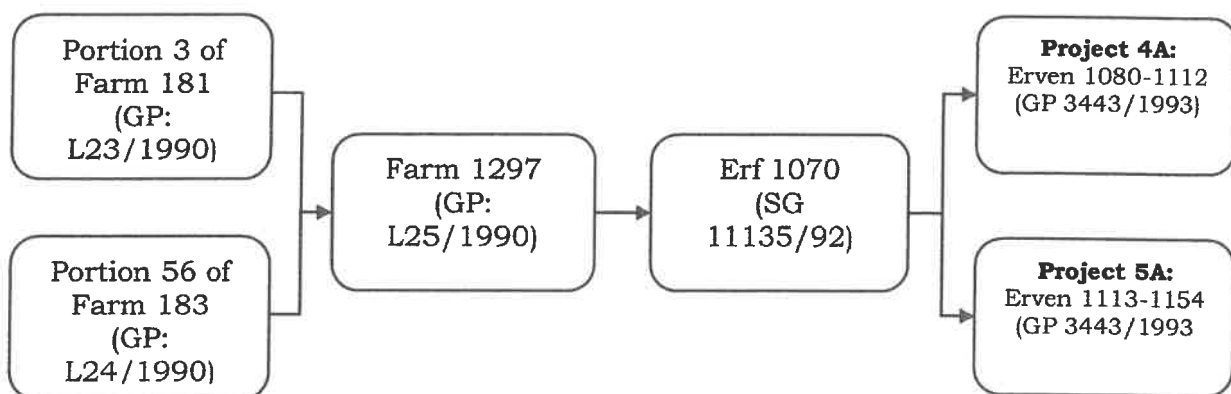 Portion 3 of
Farm 181
(GP:
L23/1990)
Portion 56 of
Farm 183
(GP:
L24/1990)
Farm 1297
(GP:
L25/1990)
Erf 1070
(SG
11135/92)
Project 4A:
Erven 1080-1112
(GP 3443/1993)
Project 5A:
Erven 1113-1154
(GP 3443/1993